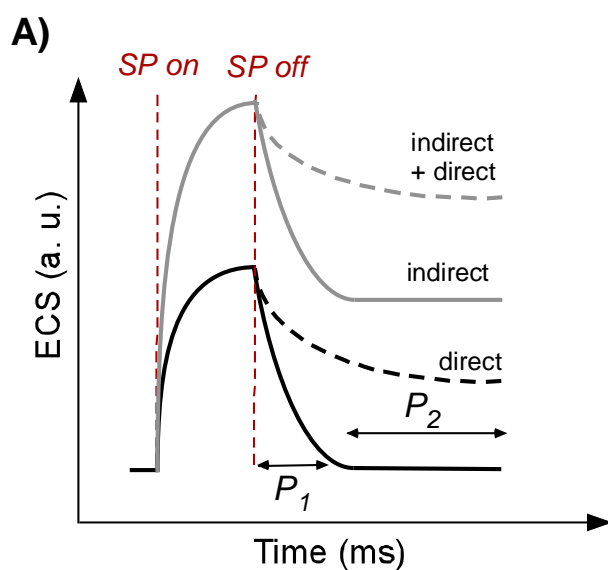 A)
SP on
SP off
indirect
+ direct
indirect
direct
P2
P1
ECS (a. u.)
Time (ms)